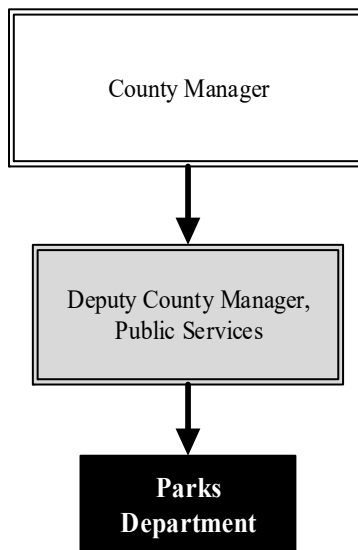 County Manager
Deputy County Manager,
Public Services
Parks
Department